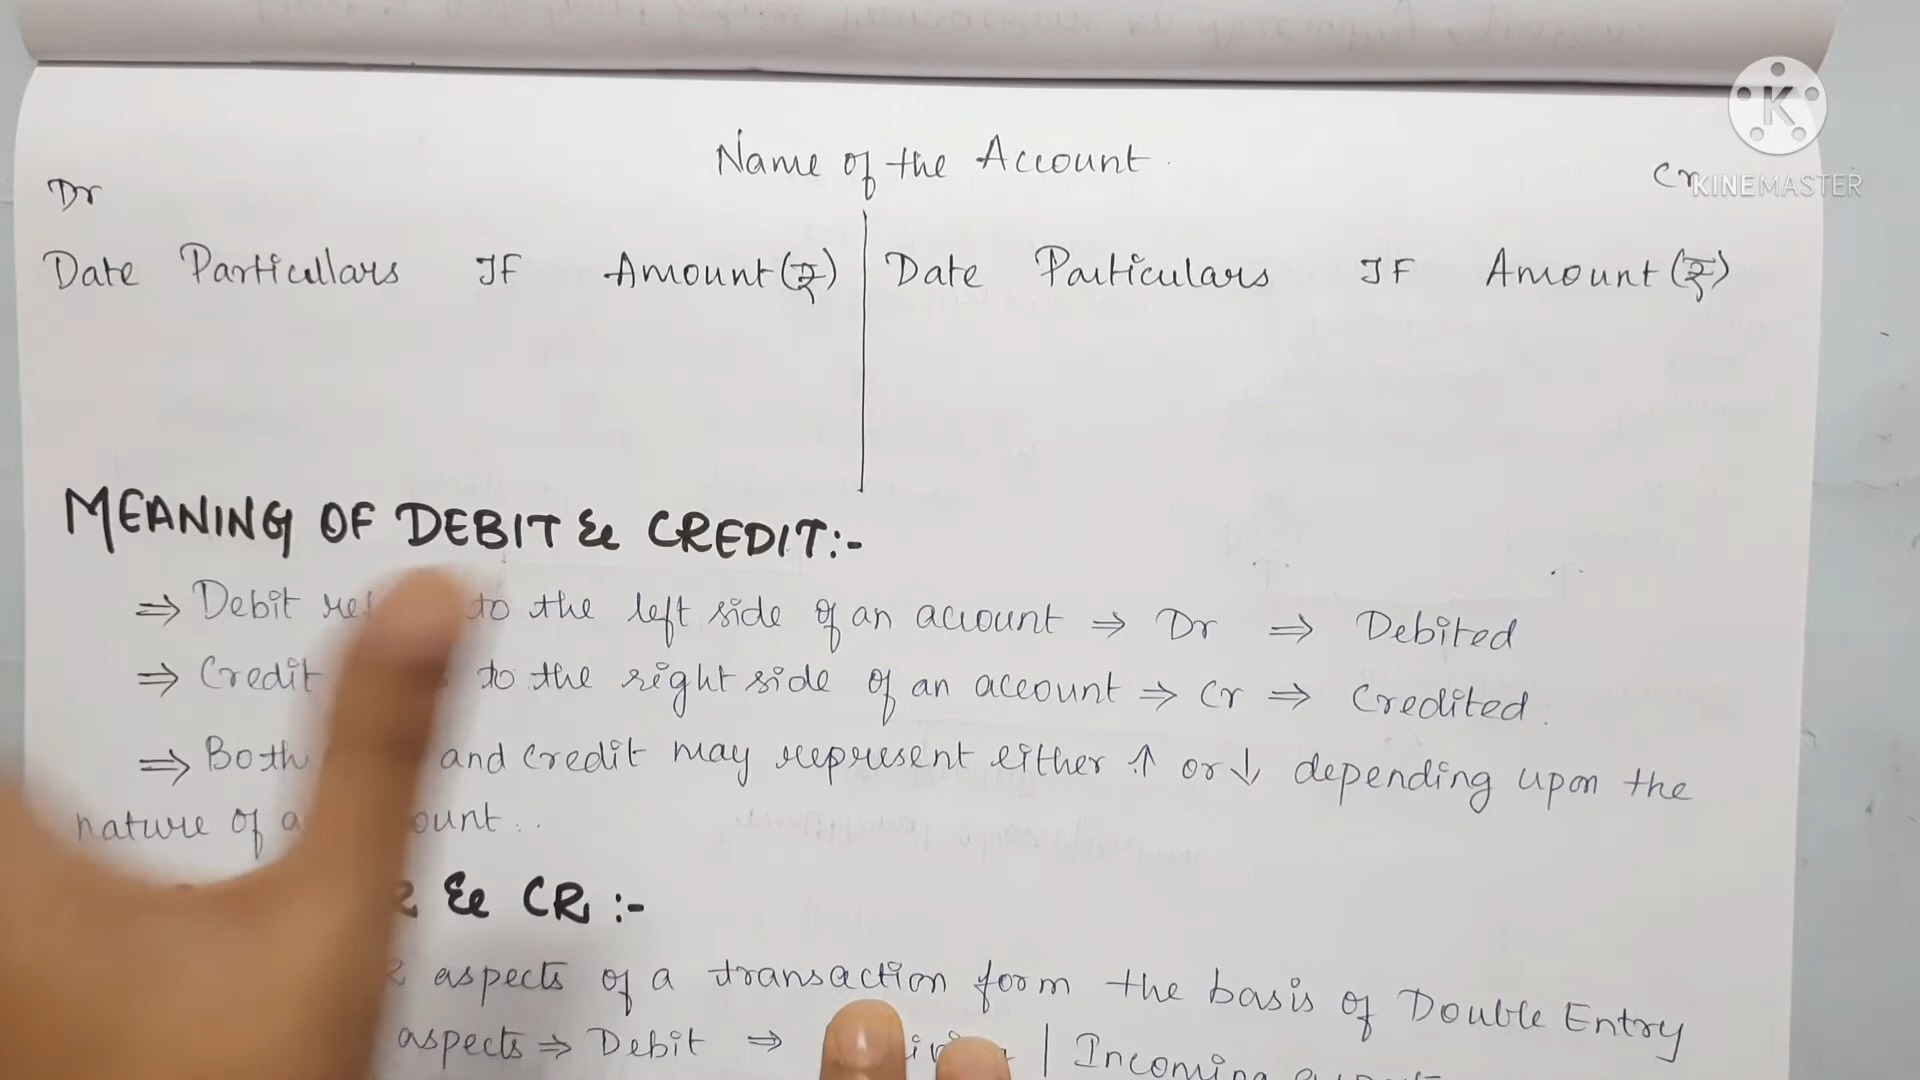 Name of the Account
Dr Cr
KINEMASTER
Date Particullars JF Amount (₹) Date Particulars JF Amount (₹)
MEANING OF DEBIT & CREDIT:-
⇒ Debit to the left side of an account ⇒ Dr ⇒ Debited
⇒ Credit to the right side of an account ⇒ Cr ⇒ Credited.
⇒ Both and credit may represent either ↑ or ↓ depending upon the
nature of
& CR :-
aspects of a transaction form the basis of Double Entry
aspects ⇒ Debit ⇒ | Incoming